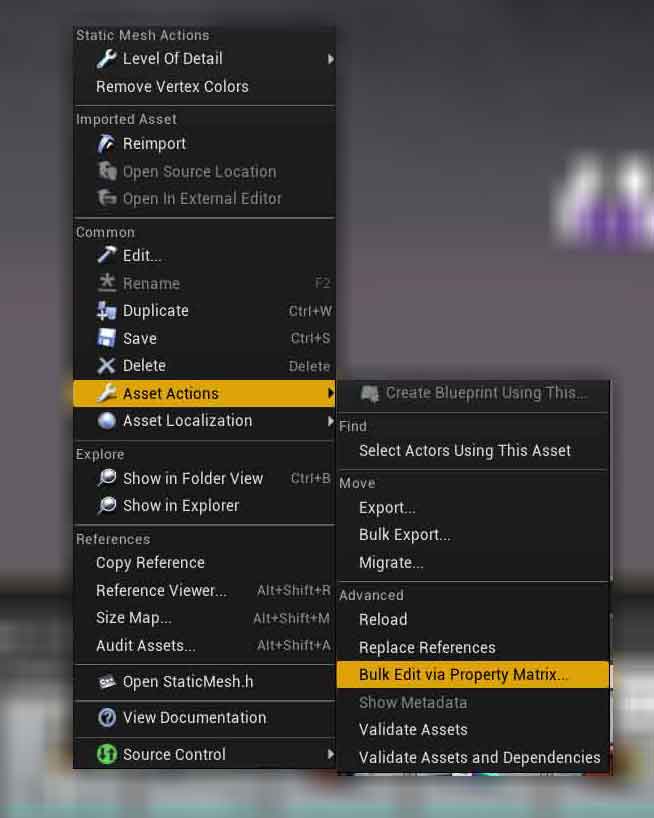 Static Mesh Actions
Level Of Detail
Remove Vertex Colors
Imported Asset
Reimport
Open Source Location
Open In External Editor
Common
Edit...
Rename F2
Duplicate Ctrl+W
Save Ctrl+S
Delete Delete
Asset Actions
Asset Localization
Explore
Show in Folder View Ctrl+B
Show in Explorer
References
Copy Reference
Reference Viewer... Alt+Shift+R
Size Map... Alt+Shift+M
Audit Assets... Alt+Shift+A
Open StaticMesh.h
View Documentation
Source Control
Create Blueprint Using This...
Find
Select Actors Using This Asset
Move
Export...
Bulk Export...
Migrate...
Advanced
Reload
Replace References
Bulk Edit via Property Matrix...
Show Metadata
Validate Assets
Validate Assets and Dependencies